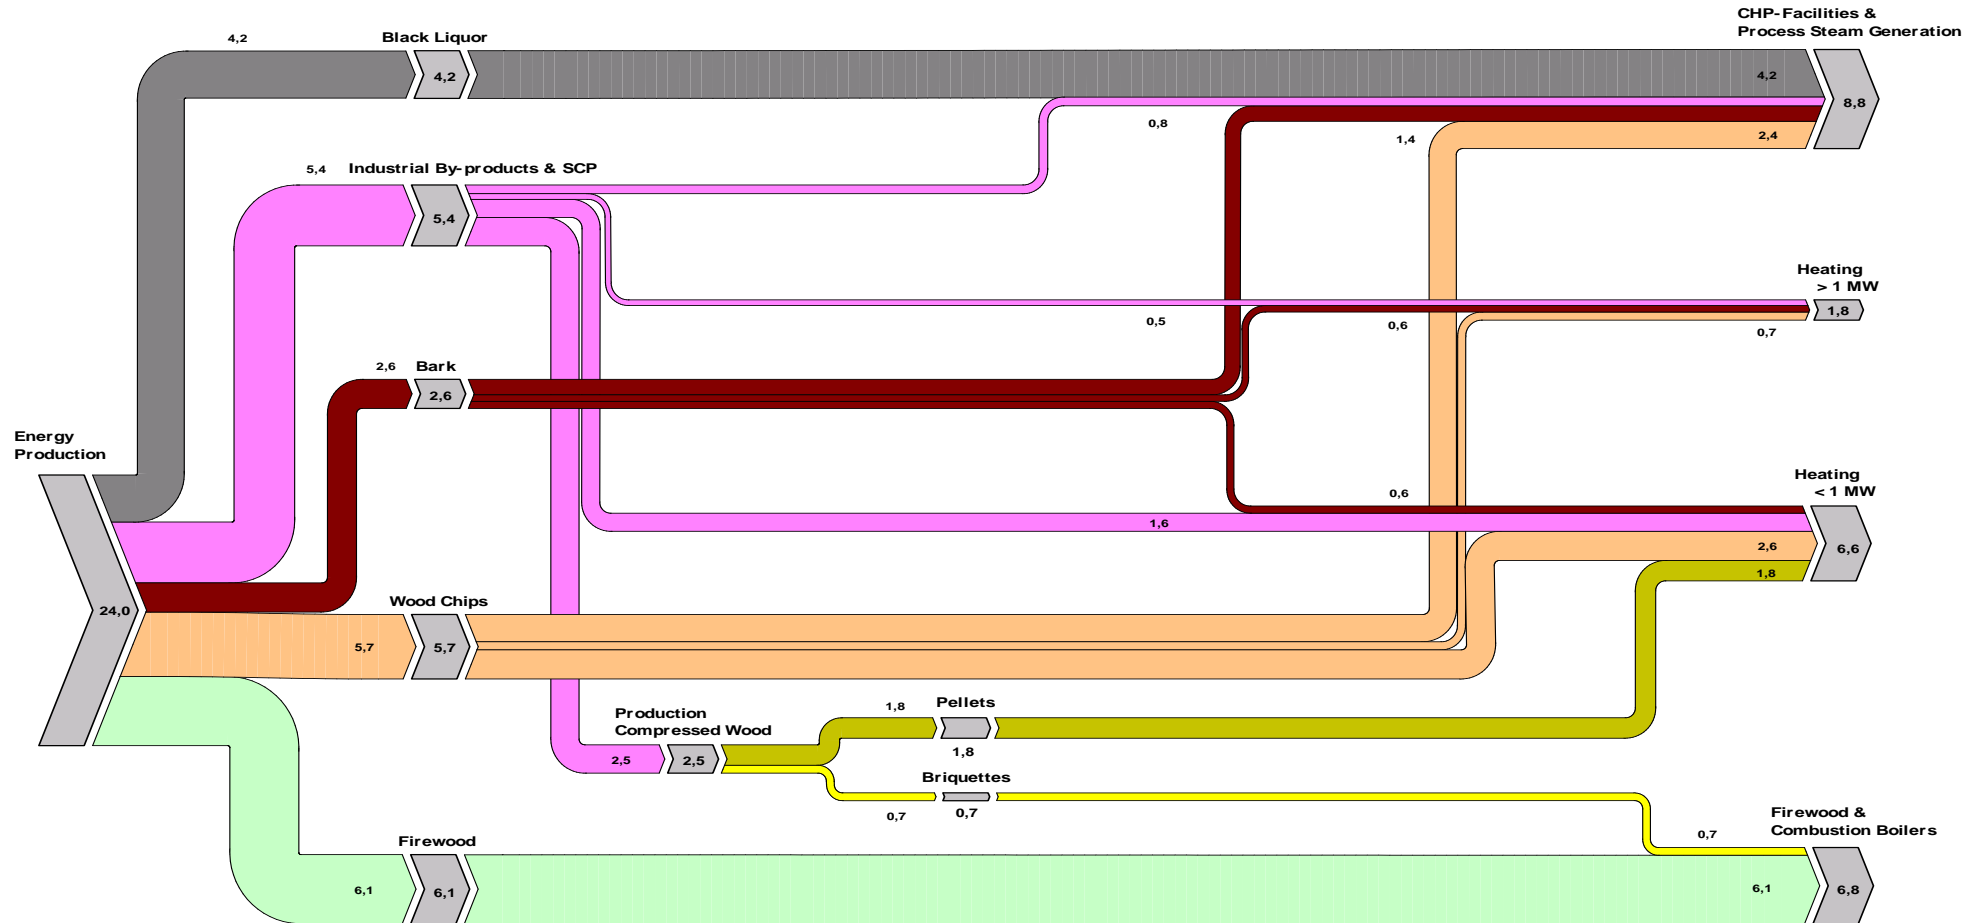 CHP-Facilities &
Process Steam Generation
4,2
Black Liquor
4,2
4,2
8,8
0,8
1,4
2,4
5,4
Industrial By-products & SCP
5,4
Heating
> 1 MW
1,8
0,5
0,6
0,7
2,6
Bark
2,6
Energy
Production
24,0
Heating
< 1 MW
0,6
1,6
2,6
1,8
6,6
Wood Chips
5,7
5,7
Production
Compressed Wood
2,5
2,5
1,8
Pellets
1,8
Briquettes
0,7
0,7
Firewood &
Combustion Boilers
0,7
Firewood
6,1
6,1
6,1
6,8